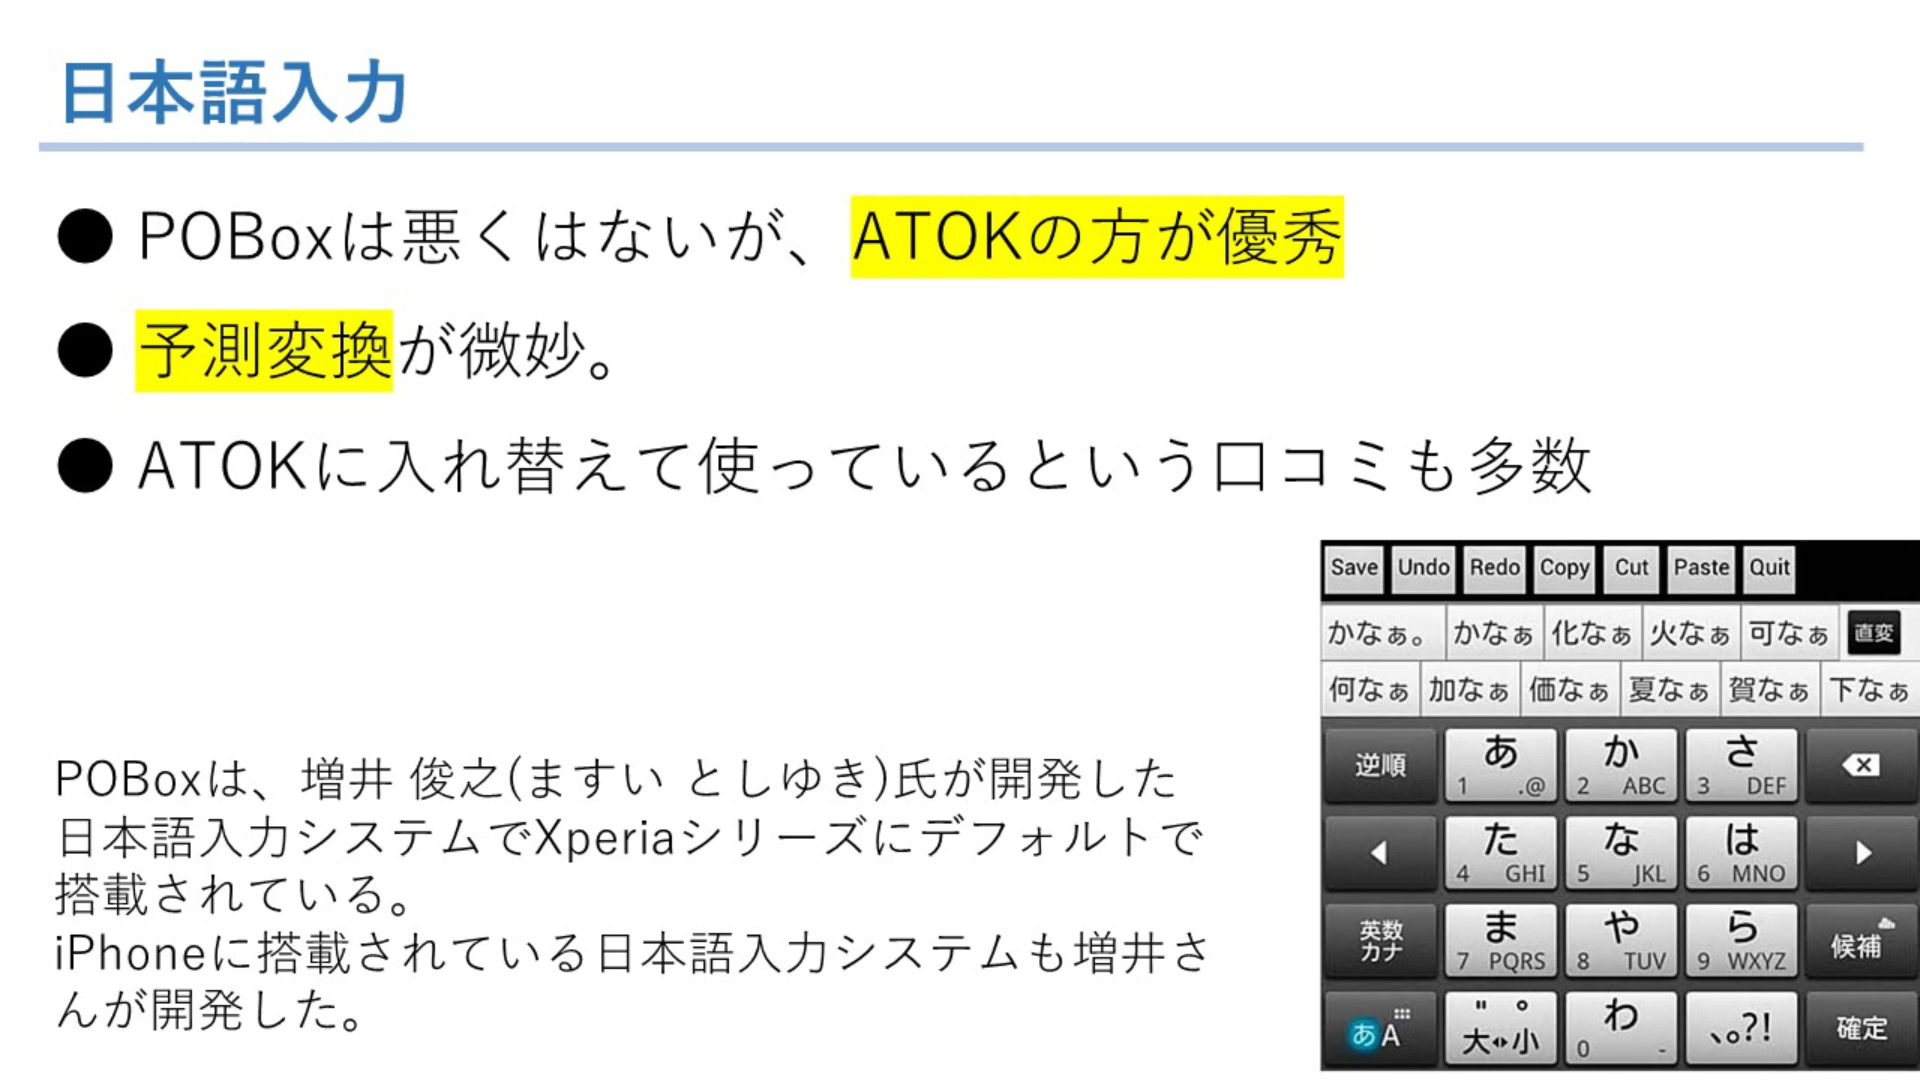 日本語入力
● POBoxは悪くはないが、ATOKの方が優秀
● 予測変換が微妙。
● ATOKに入れ替えて使っているという口コミも多数
POBoxは、増井 俊之(ますい としゆき)氏が開発した
日本語入力システムでXperiaシリーズにデフォルトで
搭載されている。
iPhoneに搭載されている日本語入力システムも増井さ
んが開発した。
Save Undo Redo Copy Cut Paste Quit
かなぁ。 かなぁ 化なぁ 火なぁ 可なぁ 直変
何なぁ 加なぁ 価なぁ 夏なぁ 賀なぁ 下なぁ
逆順 あ 1 .@ か 2 ABC さ 3 DEF
た 4 GHI な 5 JKL は 6 MNO
英数カナ ま 7 PQRS や 8 TUV ら 9 WXYZ 候補
あA 大⇔小 ゛ ゜ わ 0 - 、。?! 確定